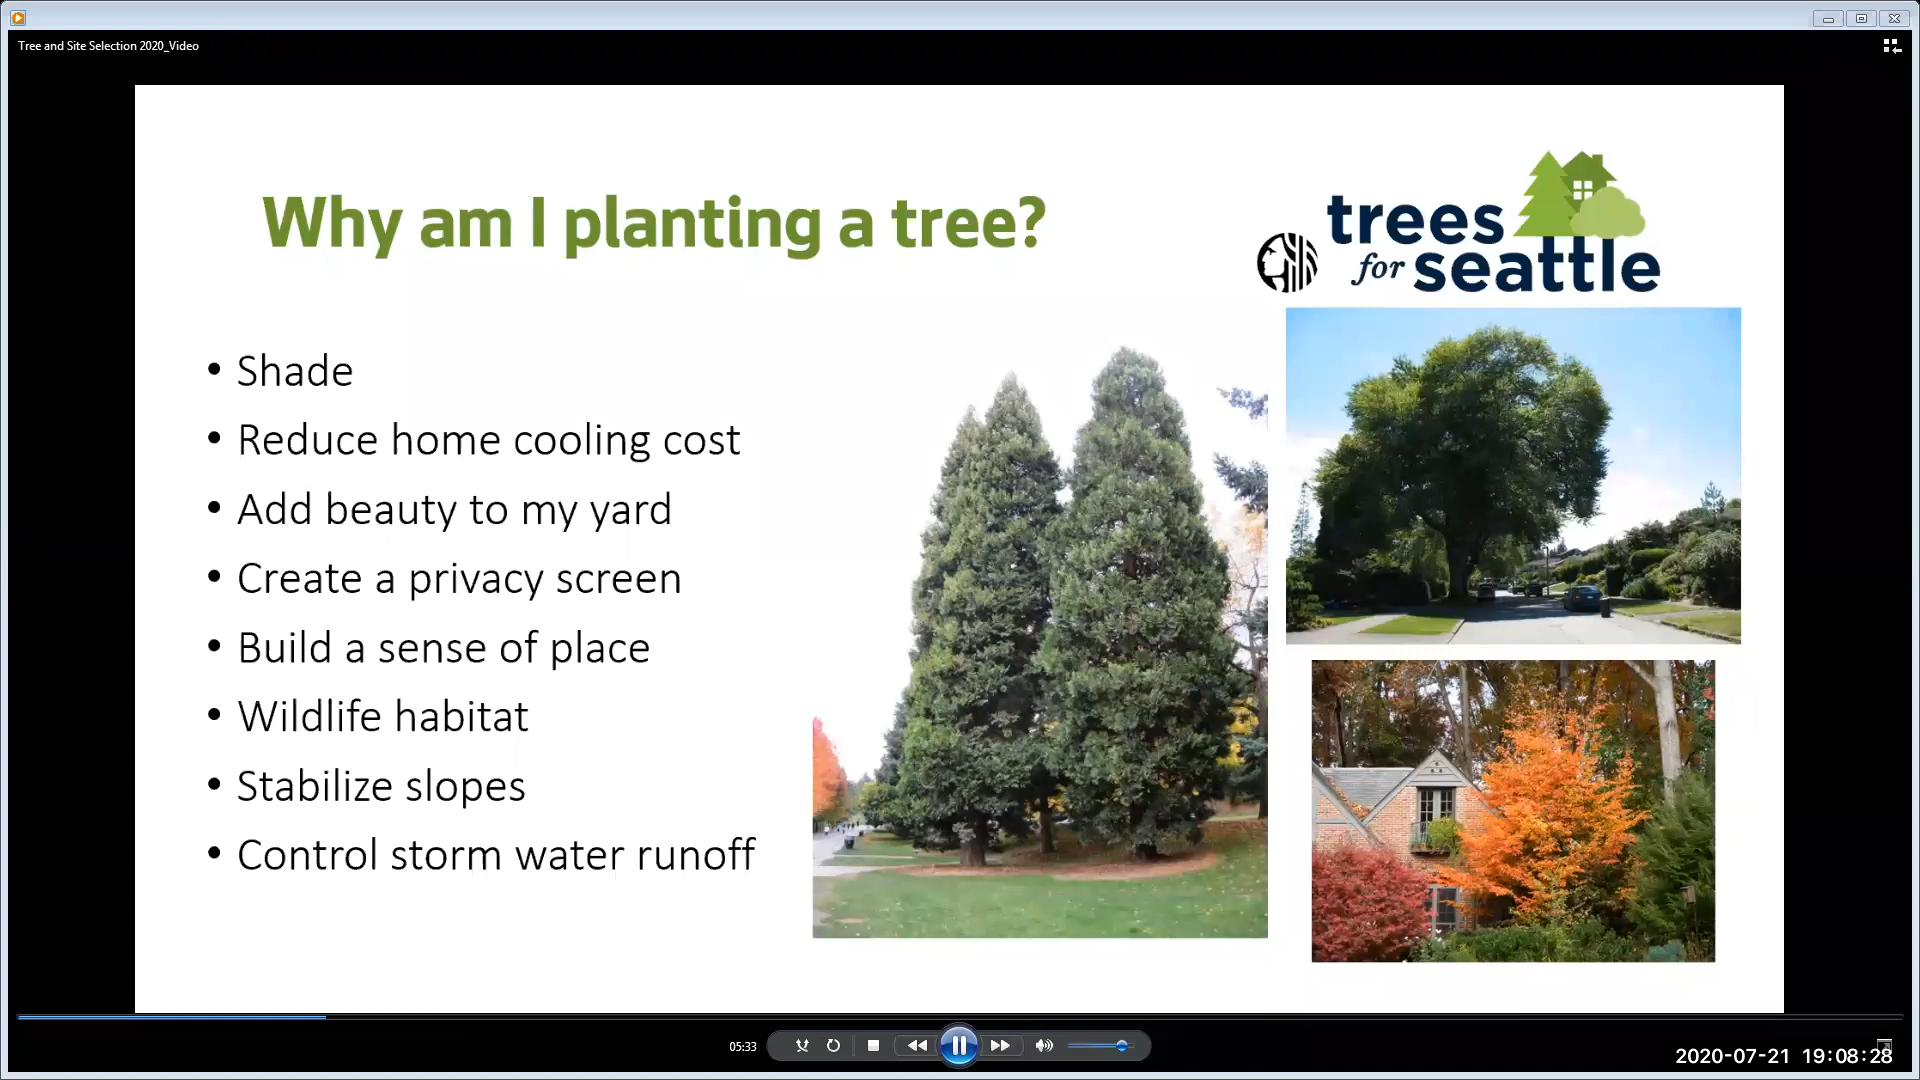 Tree and Site Selection 2020_Video
Why am I planting a tree?
trees
for seattle
• Shade
• Reduce home cooling cost
• Add beauty to my yard
• Create a privacy screen
• Build a sense of place
• Wildlife habitat
• Stabilize slopes
• Control storm water runoff
05:33
2020-07-21 19:08:28